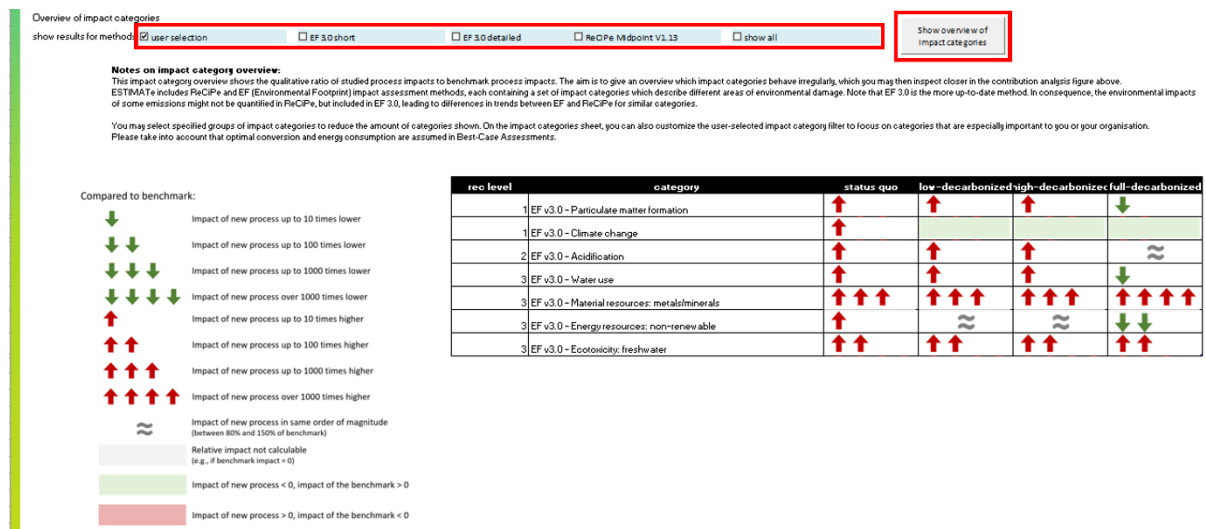 Overview of impact categories
show results for methods user selection EF 3.0 short EF 3.0 detailed ReCiPe Midpoint V1.13 show all
Show overview of
impact categories
Notes on impact category overview:
This impact category overview shows the qualitative ratio of studied process impacts to benchmark process impacts. The aim is to give an overview which impact categories behave irregularly, which you may then inspect closer in the contribution analysis figure above.
ESTIMATe includes ReCiPe and EF (Environmental Footprint) impact assessment methods, each containing a set of impact categories which describe different areas of environmental damage. Note that EF 3.0 is the more up-to-date method. In consequence, the environmental impacts
of some emissions might not be quantified in ReCiPe, but included in EF 3.0, leading to differences in trends between EF and ReCiPe for similar categories.
You may select specified groups of impact categories to reduce the amount of categories shown. On the impact categories sheet, you can also customize the user-selected impact category filter to focus on categories that are especially important to you or your organisation.
Please take into account that optimal conversion and energy consumption are assumed in Best-Case Assessments.
Compared to benchmark:
Impact of new process up to 10 times lower
Impact of new process up to 100 times lower
Impact of new process up to 1000 times lower
Impact of new process over 1000 times lower
Impact of new process up to 10 times higher
Impact of new process up to 100 times higher
Impact of new process up to 1000 times higher
Impact of new process over 1000 times higher
≈ Impact of new process in same order of magnitude
(between 80% and 150% of benchmark)
Relative impact not calculable
(e.g., if benchmark impact = 0)
Impact of new process < 0, impact of the benchmark > 0
Impact of new process > 0, impact of the benchmark < 0
rec level category status quo low-decarbonized high-decarbonized full-decarbonized
1 EF v3.0 - Particulate matter formation
1 EF v3.0 - Climate change
2 EF v3.0 - Acidification ≈
3 EF v3.0 - Water use
3 EF v3.0 - Material resources: metals/minerals
3 EF v3.0 - Energy resources: non-renewable ≈ ≈
3 EF v3.0 - Ecotoxicity: freshwater